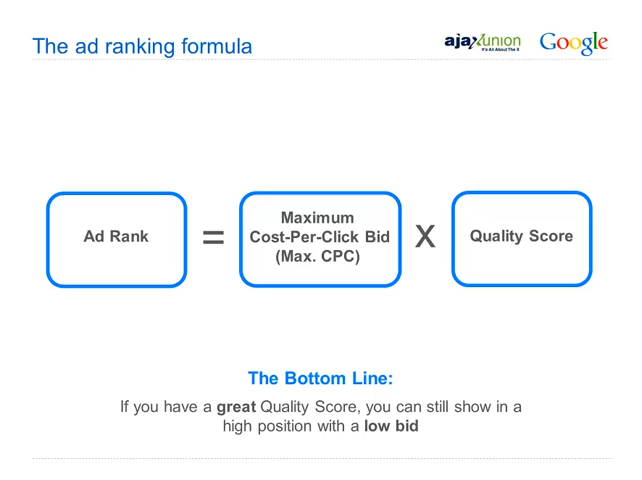 The ad ranking formula
ajaxunion
It's All About The X
Google
Ad Rank
=
Maximum
Cost-Per-Click Bid
(Max. CPC)
X
Quality Score
The Bottom Line:
If you have a great Quality Score, you can still show in a
high position with a low bid